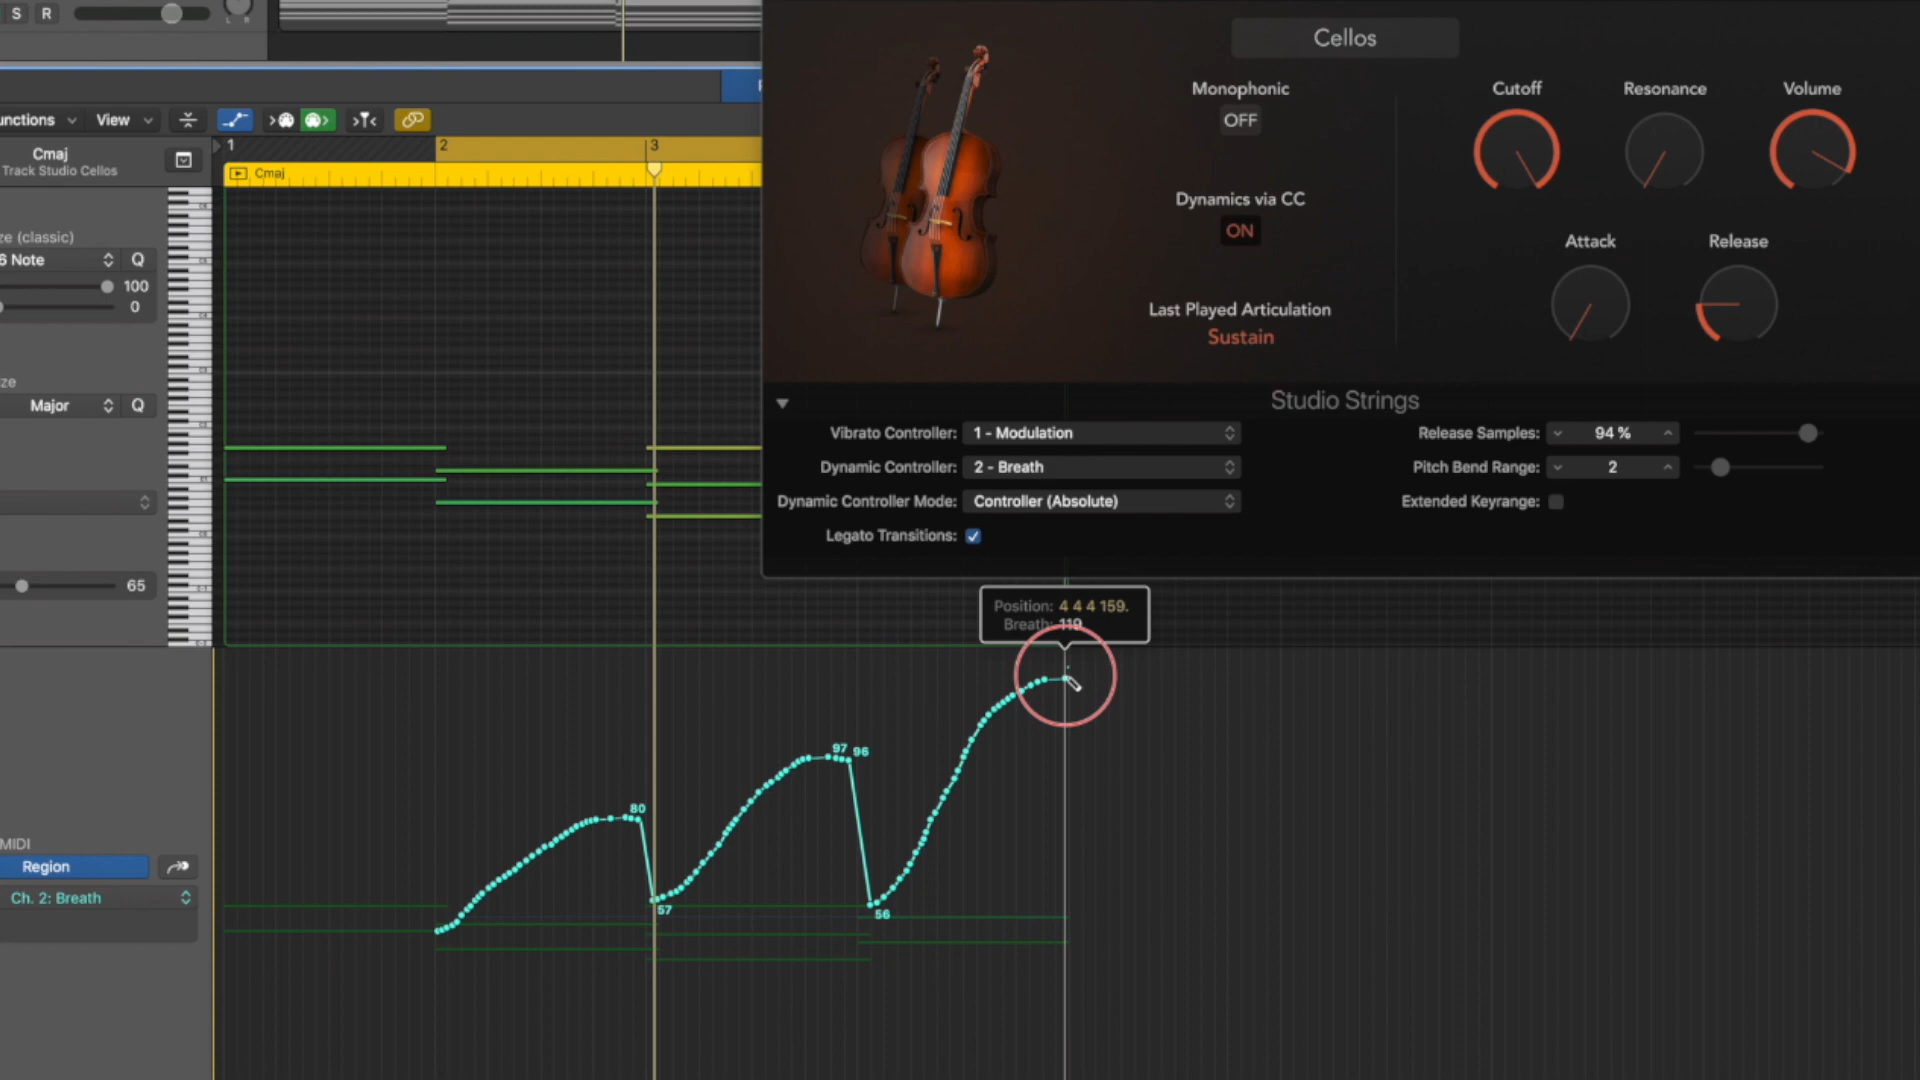 S R
L R
Cellos
Monophonic
OFF
Dynamics via CC
ON
Last Played Articulation
Sustain
Cutoff
Resonance
Volume
Attack
Release
unctions View
1 2 3
Cmaj
Track Studio Cellos
Cmaj
ze (classic)
6 Note Q
100
0
ze
Major Q
65
Studio Strings
Vibrato Controller: 1 - Modulation
Dynamic Controller: 2 - Breath
Dynamic Controller Mode: Controller (Absolute)
Legato Transitions:
Release Samples: 94 %
Pitch Bend Range: 2
Extended Keyrange:
Position: 4 4 4 159.
Breath: 119
97 96
80
57
56
MIDI
Region
Ch. 2: Breath